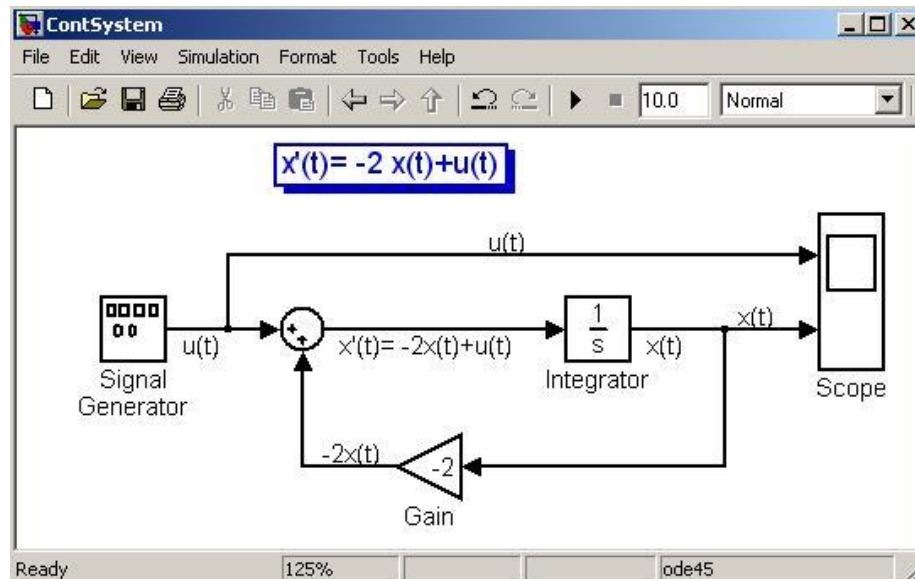 ContSystem
File Edit View Simulation Format Tools Help
10.0 Normal
x'(t)= -2 x(t)+u(t)
u(t)
x(t)
u(t)
x'(t)= -2x(t)+u(t)
1
s
x(t)
Signal
Generator
Integrator
Scope
-2x(t)
-2
Gain
Ready 125% ode45